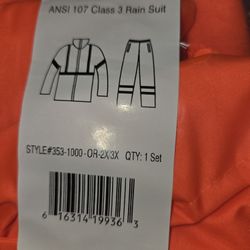 ANSI 107 Class 3 Rain Suit
STYLE#353-1000-OR-2X/3X QTY: 1 Set
6 16314 19936 3